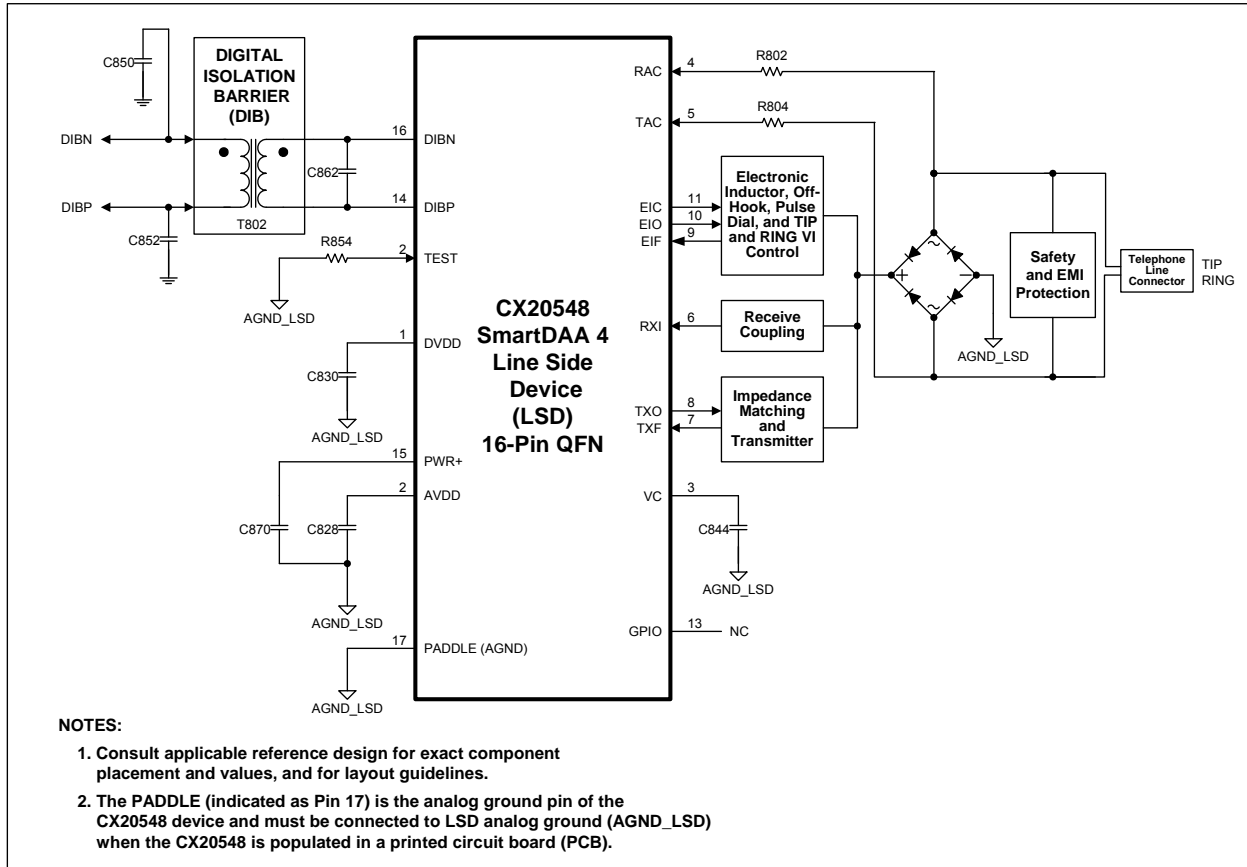 C850
DIGITAL
ISOLATION
BARRIER
(DIB)
DIBN
DIBP
C852
T802
C862
16
DIBN
14
DIBP
R854
2
TEST
AGND_LSD
1
DVDD
C830
AGND_LSD
15
PWR+
2
AVDD
C870
C828
AGND_LSD
17
PADDLE (AGND)
AGND_LSD
CX20548
SmartDAA 4
Line Side
Device
(LSD)
16-Pin QFN
RAC
4
R802
TAC
5
R804
EIC
11
EIO
10
EIF
9
Electronic
Inductor, Off-
Hook, Pulse
Dial, and TIP
and RING VI
Control
RXI
6
Receive
Coupling
TXO
8
TXF
7
Impedance
Matching
and
Transmitter
VC
3
C844
AGND_LSD
GPIO
13
NC
~
+
–
~
AGND_LSD
Safety
and EMI
Protection
Telephone
Line
Connector
TIP
RING
NOTES:
1. Consult applicable reference design for exact component
placement and values, and for layout guidelines.
2. The PADDLE (indicated as Pin 17) is the analog ground pin of the
CX20548 device and must be connected to LSD analog ground (AGND_LSD)
when the CX20548 is populated in a printed circuit board (PCB).